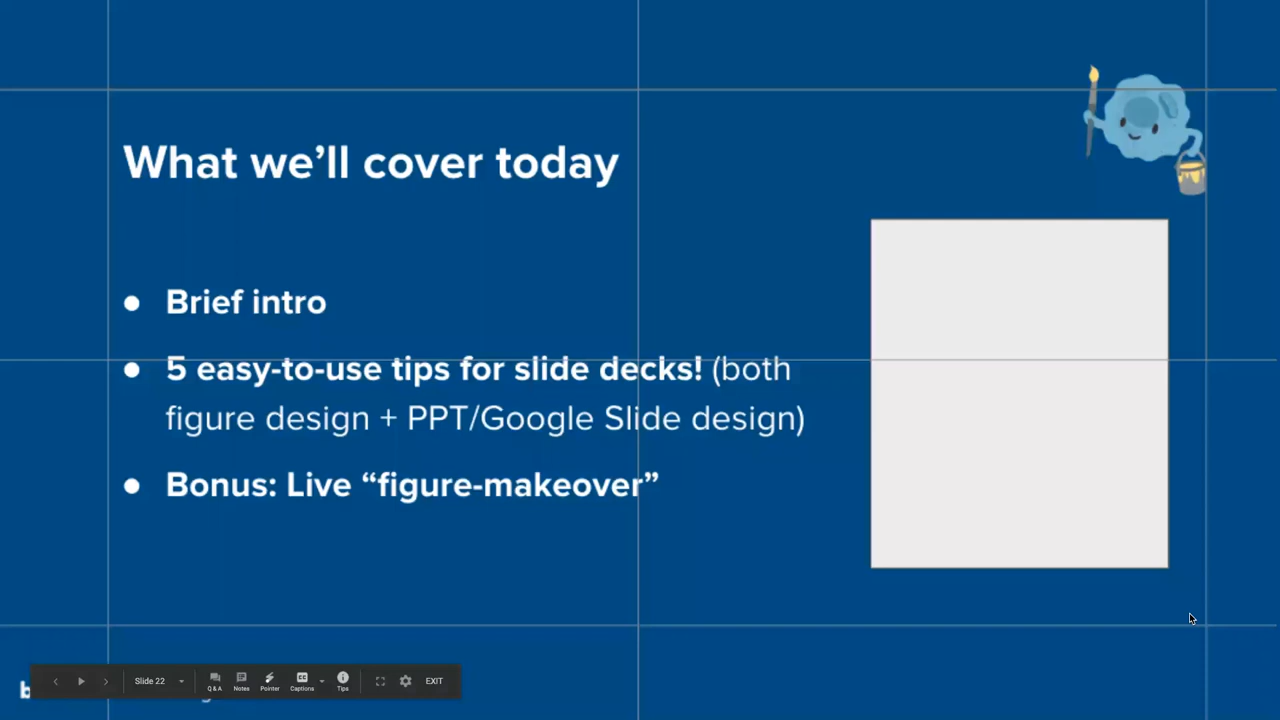 What we’ll cover today
● Brief intro
● 5 easy-to-use tips for slide decks! (both
figure design + PPT/Google Slide design)
● Bonus: Live “figure-makeover”
Slide 22
Q & A
Notes
Pointer
CC
Captions
Tips
EXIT